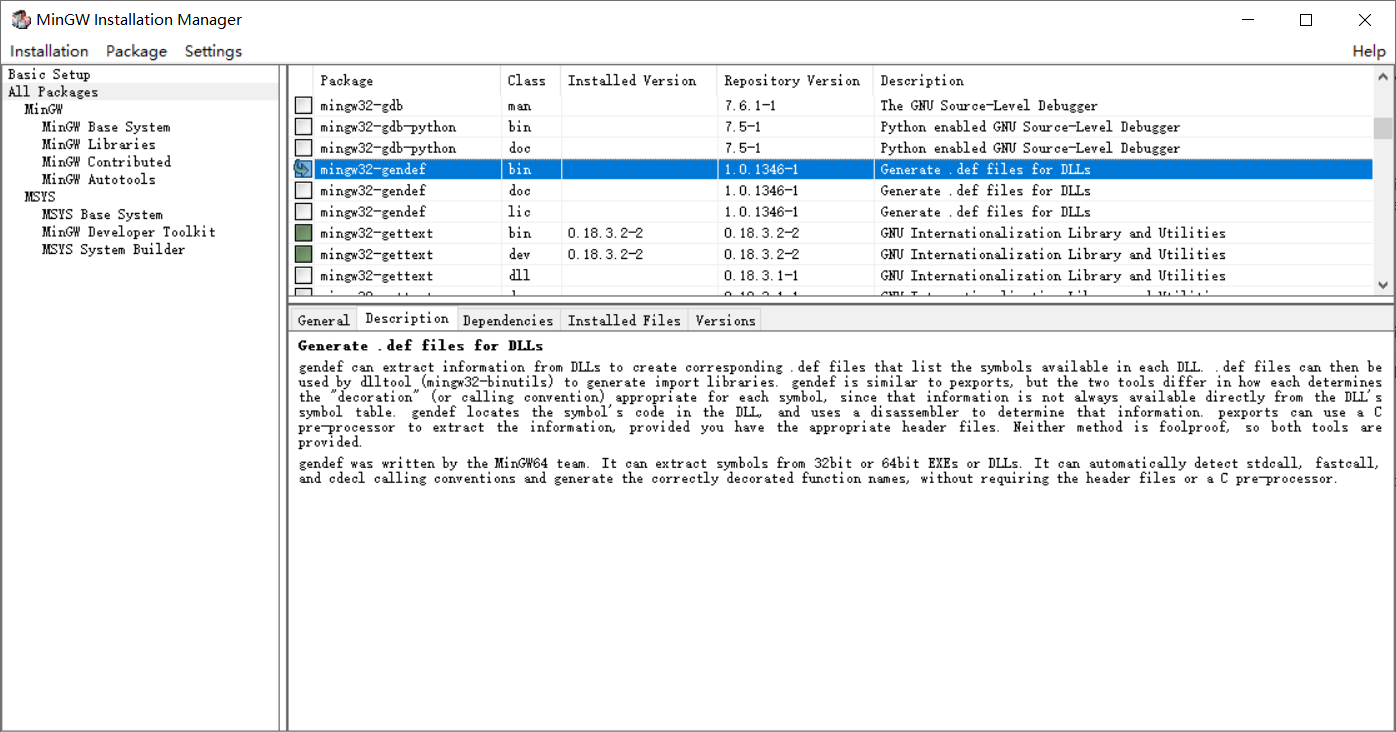 MinGW Installation Manager
Installation Package Settings Help
Basic Setup
All Packages
MinGW
MinGW Base System
MinGW Libraries
MinGW Contributed
MinGW Autotools
MSYS
MSYS Base System
MinGW Developer Toolkit
MSYS System Builder
Package Class Installed Version Repository Version Description
mingw32-gdb man 7.6.1-1 The GNU Source-Level Debugger
mingw32-gdb-python bin 7.5-1 Python enabled GNU Source-Level Debugger
mingw32-gdb-python doc 7.5-1 Python enabled GNU Source-Level Debugger
mingw32-gendef bin 1.0.1346-1 Generate .def files for DLLs
mingw32-gendef doc 1.0.1346-1 Generate .def files for DLLs
mingw32-gendef lic 1.0.1346-1 Generate .def files for DLLs
mingw32-gettext bin 0.18.3.2-2 0.18.3.2-2 GNU Internationalization Library and Utilities
mingw32-gettext dev 0.18.3.2-2 0.18.3.2-2 GNU Internationalization Library and Utilities
mingw32-gettext dll 0.18.3.1-1 GNU Internationalization Library and Utilities
General Description Dependencies Installed Files Versions
Generate .def files for DLLs
gendef can extract information from DLLs to create corresponding .def files that list the symbols available in each DLL. .def files can then be
used by dlltool (mingw32-binutils) to generate import libraries. gendef is similar to pexports, but the two tools differ in how each determines
the "decoration" (or calling convention) appropriate for each symbol, since that information is not always available directly from the DLL's
symbol table. gendef locates the symbol's code in the DLL, and uses a disassembler to determine that information. pexports can use a C
pre-processor to extract the information, provided you have the appropriate header files. Neither method is foolproof, so both tools are
provided.
gendef was written by the MinGW64 team. It can extract symbols from 32bit or 64bit EXEs or DLLs. It can automatically detect stdcall, fastcall,
and cdecl calling conventions and generate the correctly decorated function names, without requiring the header files or a C pre-processor.